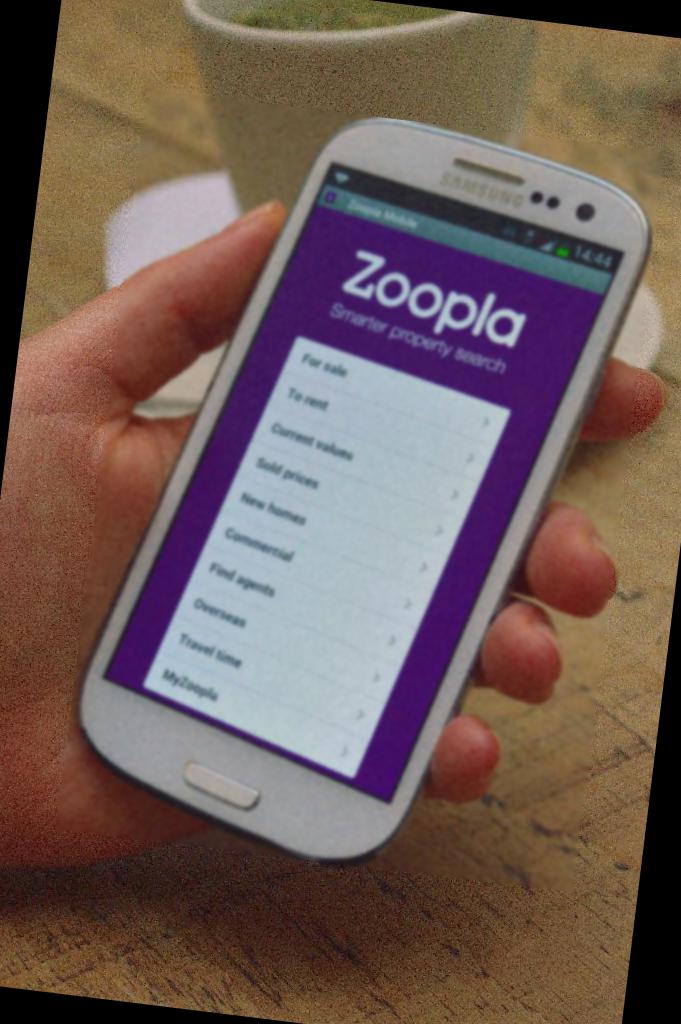 SAMSUNG
14:44
Zoopla Mobile
Zoopla
Smarter property search
For sale
To rent
Current values
Sold prices
New homes
Commercial
Find agents
Overseas
Travel time
MyZoopla